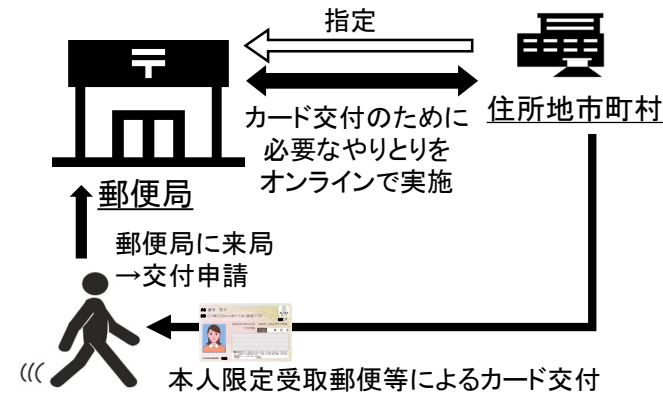 指定
カード交付のために
必要なやりとりを
オンラインで実施
住所地市町村
郵便局
郵便局に来局
→交付申請
本人限定受取郵便等によるカード交付